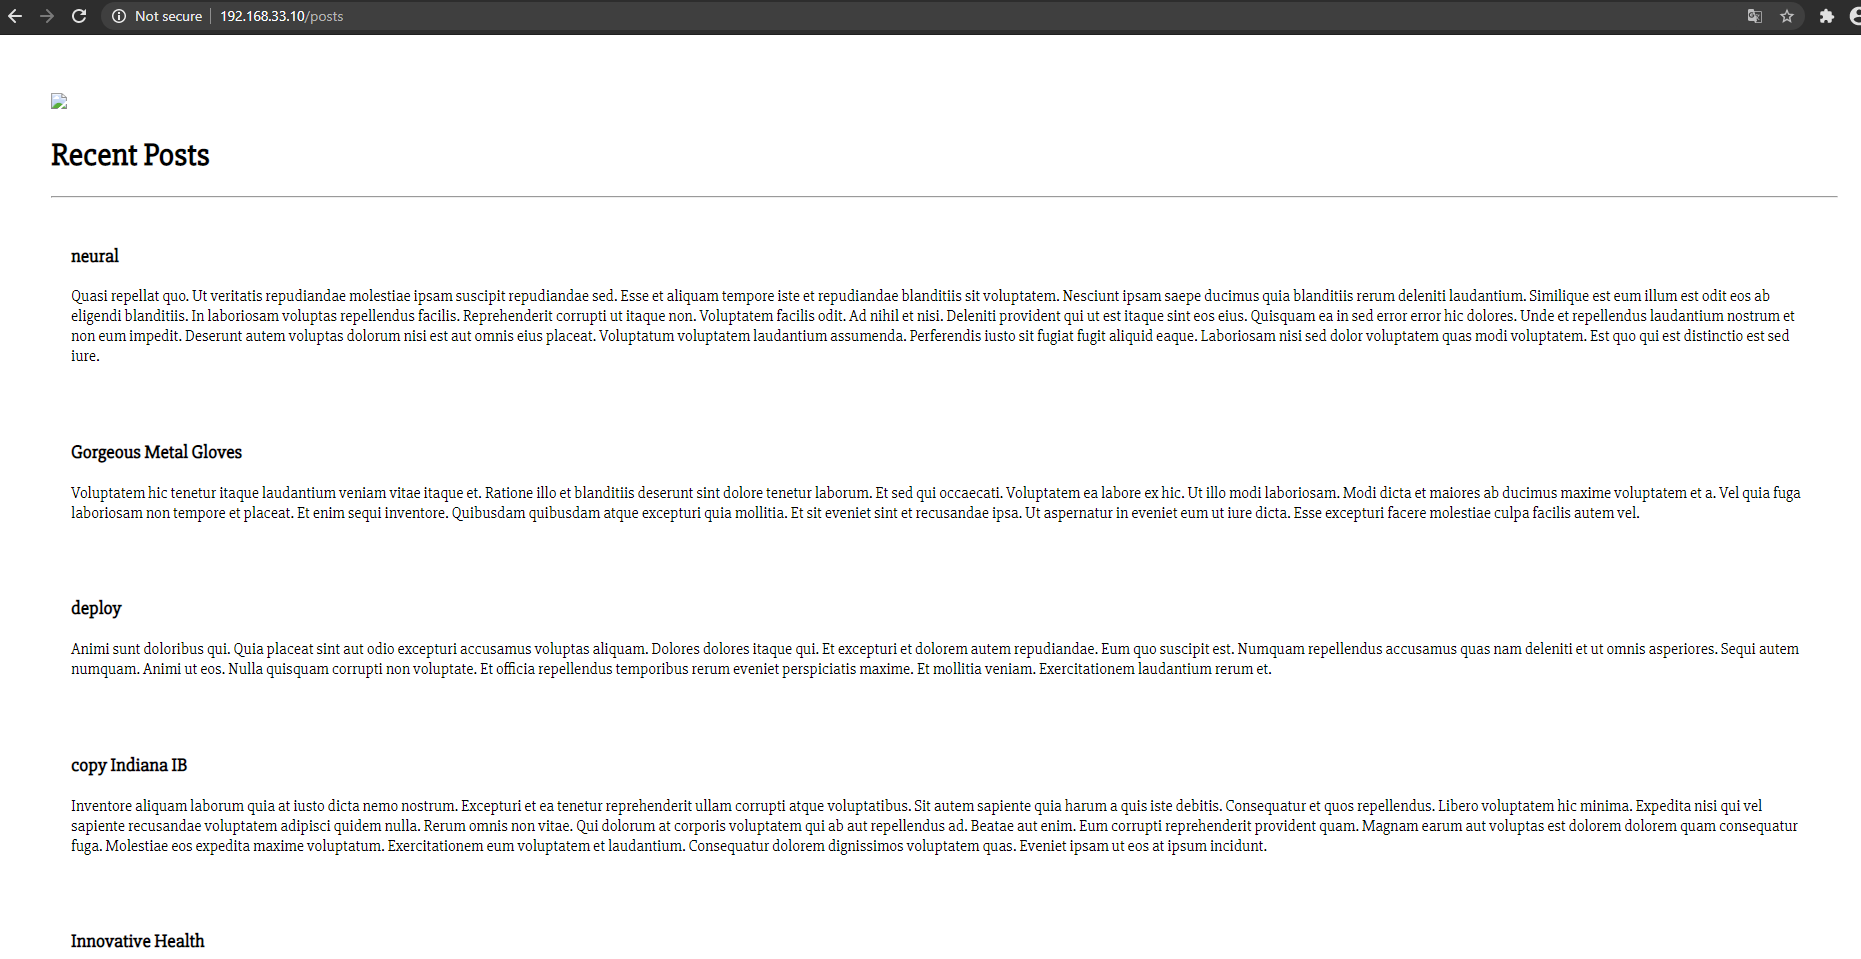 Not secure | 192.168.33.10/posts
Recent Posts
neural
Quasi repellat quo. Ut veritatis repudiandae molestiae ipsam suscipit repudiandae sed. Esse et aliquam tempore iste et repudiandae blanditiis sit voluptatem. Nesciunt ipsam saepe ducimus quia blanditiis rerum deleniti laudantium. Similique est eum illum est odit eos ab
eligendi blanditiis. In laboriosam voluptas repellendus facilis. Reprehenderit corrupti ut itaque non. Voluptatem facilis odit. Ad nihil et nisi. Deleniti provident qui ut est itaque sint eos eius. Quisquam ea in sed error error hic dolores. Unde et repellendus laudantium nostrum et
non eum impedit. Deserunt autem voluptas dolorum nisi est aut omnis eius placeat. Voluptatum voluptatem laudantium assumenda. Perferendis iusto sit fugiat fugit aliquid eaque. Laboriosam nisi sed dolor voluptatem quas modi voluptatem. Est quo qui est distinctio est sed
iure.
Gorgeous Metal Gloves
Voluptatem hic tenetur itaque laudantium veniam vitae itaque et. Ratione illo et blanditiis deserunt sint dolore tenetur laborum. Et sed qui occaecati. Voluptatem ea labore ex hic. Ut illo modi laboriosam. Modi dicta et maiores ab ducimus maxime voluptatem et a. Vel quia fuga
laboriosam non tempore et placeat. Et enim sequi inventore. Quibusdam quibusdam atque excepturi quia mollitia. Et sit eveniet sint et recusandae ipsa. Ut aspernatur in eveniet eum ut iure dicta. Esse excepturi facere molestiae culpa facilis autem vel.
deploy
Animi sunt doloribus qui. Quia placeat sint aut odio excepturi accusamus voluptas aliquam. Dolores dolores itaque qui. Et excepturi et dolorem autem repudiandae. Eum quo suscipit est. Numquam repellendus accusamus quas nam deleniti et ut omnis asperiores. Sequi autem
numquam. Animi ut eos. Nulla quisquam corrupti non voluptate. Et officia repellendus temporibus rerum eveniet perspiciatis maxime. Et mollitia veniam. Exercitationem laudantium rerum et.
copy Indiana IB
Inventore aliquam laborum quia at iusto dicta nemo nostrum. Excepturi et ea tenetur reprehenderit ullam corrupti atque voluptatibus. Sit autem sapiente quia harum a quis iste debitis. Consequatur et quos repellendus. Libero voluptatem hic minima. Expedita nisi qui vel
sapiente recusandae voluptatem adipisci quidem nulla. Rerum omnis non vitae. Qui dolorum at corporis voluptatem qui ab aut repellendus ad. Beatae aut enim. Eum corrupti reprehenderit provident quam. Magnam earum aut voluptas est dolorem dolorem quam consequatur
fuga. Molestiae eos expedita maxime voluptatum. Exercitationem eum voluptatem et laudantium. Consequatur dolorem dignissimos voluptatem quas. Eveniet ipsam ut eos at ipsum incidunt.
Innovative Health